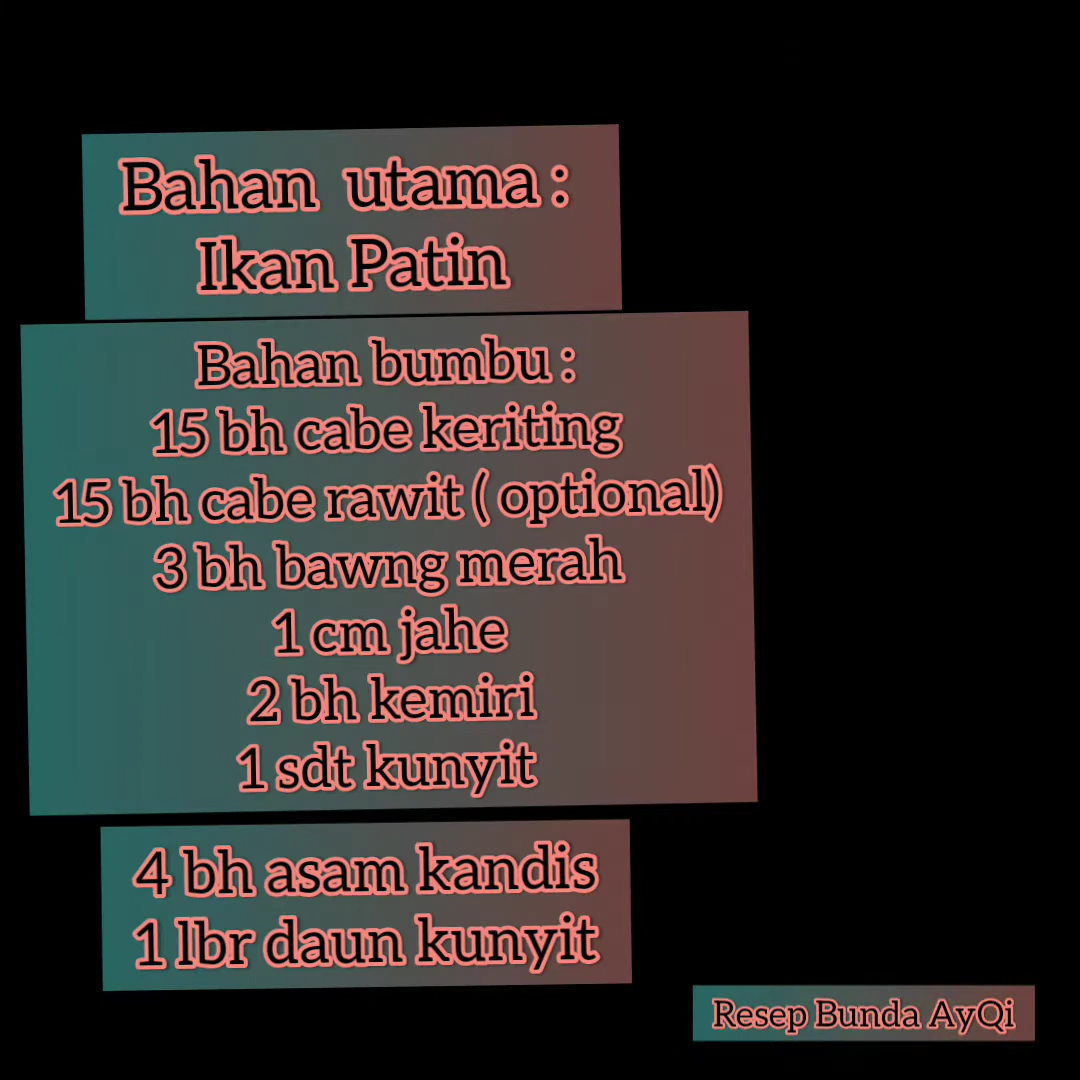 Bahan utama :
Ikan Patin
Bahan bumbu :
15 bh cabe keriting
15 bh cabe rawit ( optional)
3 bh bawng merah
1 cm jahe
2 bh kemiri
1 sdt kunyit
4 bh asam kandis
1 lbr daun kunyit
Resep Bunda AyQi